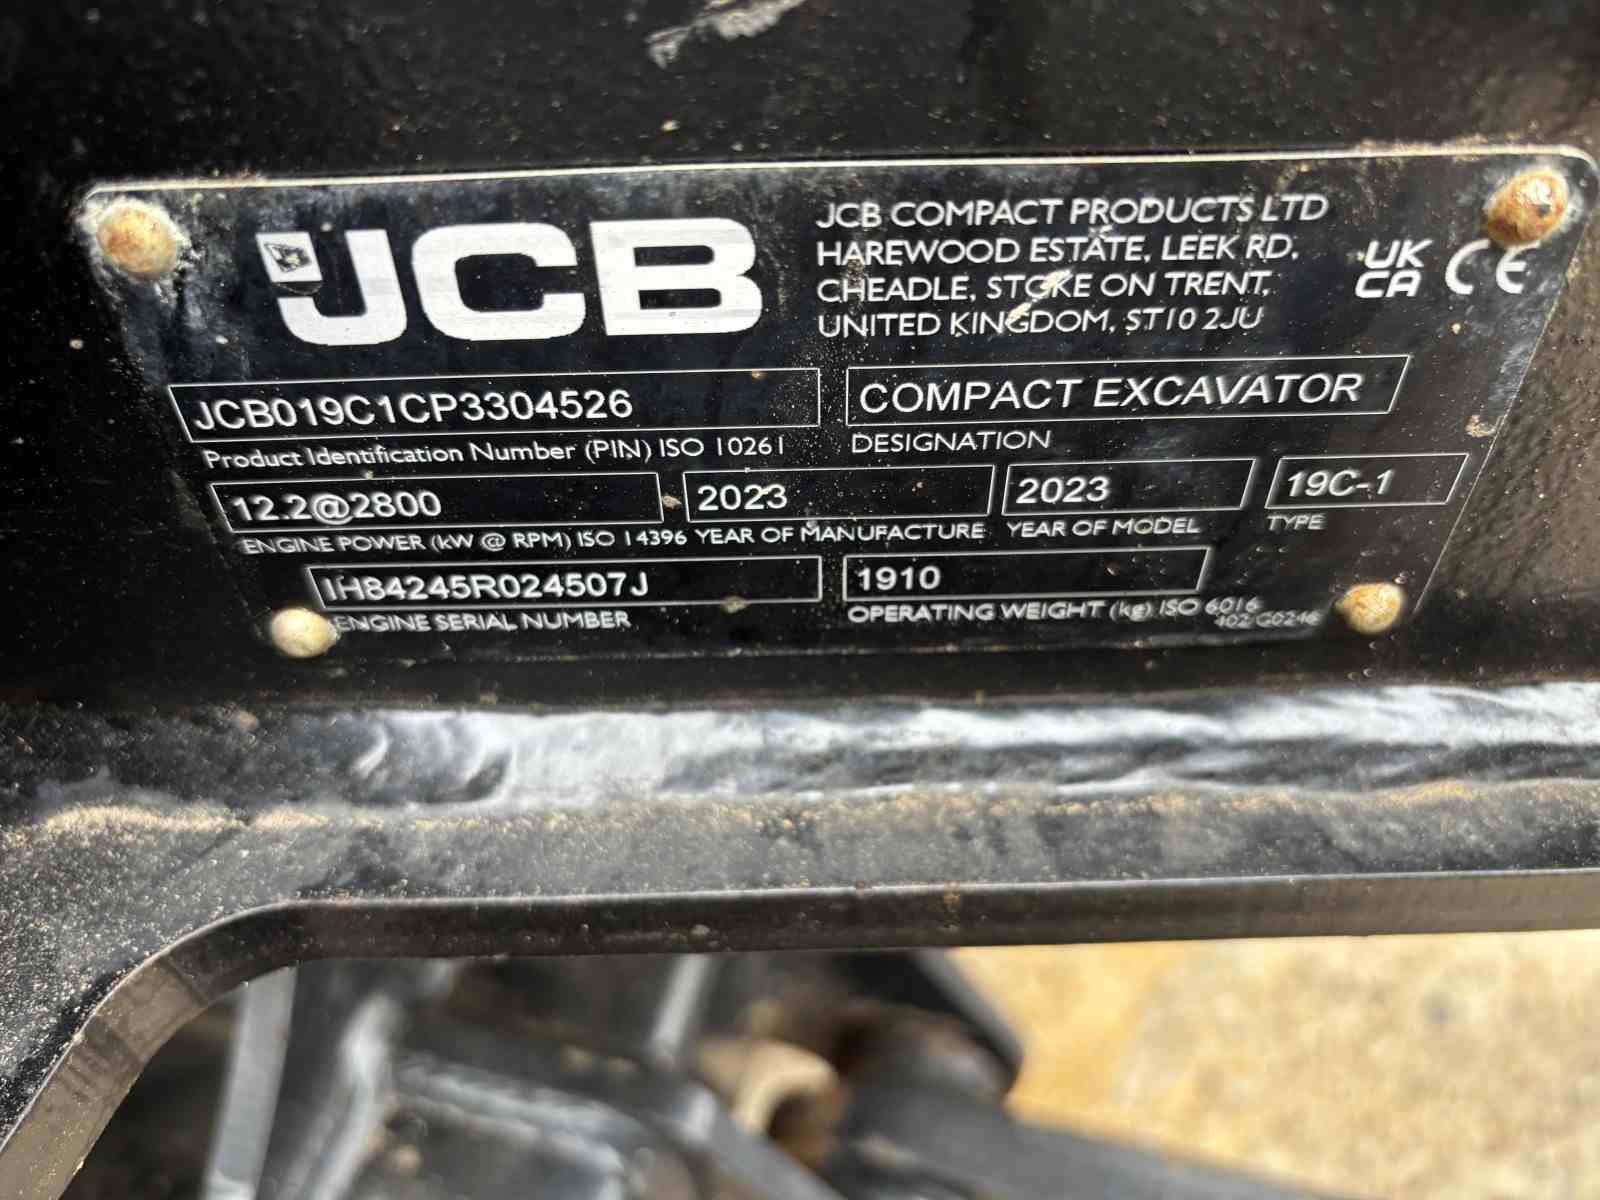 JCB
JCB COMPACT PRODUCTS LTD
HAREWOOD ESTATE, LEEK RD,
CHEADLE, STOKE ON TRENT,
UNITED KINGDOM, ST10 2JU
UK
CA CE
JCB019C1CP3304526
Product Identification Number (PIN) ISO 10261
COMPACT EXCAVATOR
DESIGNATION
12.2@2800
ENGINE POWER (kW @ RPM) ISO 14396
2023
YEAR OF MANUFACTURE
2023
YEAR OF MODEL
19C-1
TYPE
IH84245R024507J
ENGINE SERIAL NUMBER
1910
OPERATING WEIGHT (kg) ISO 6016
402/G0246